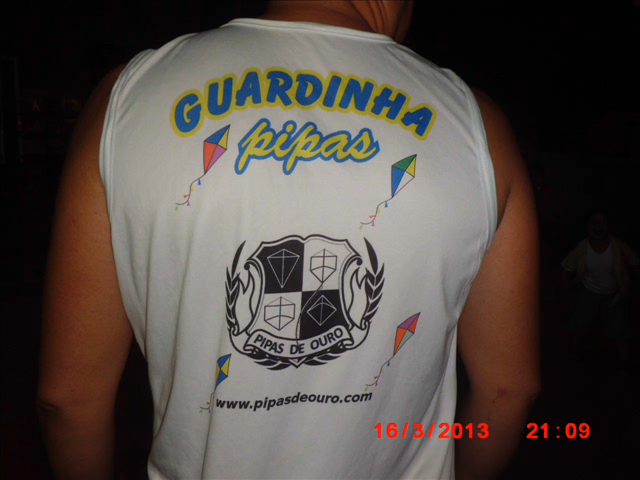 GUARDINHA
pipas
PIPAS DE OURO
www.pipasdeouro.com
16/3/2013 21:09